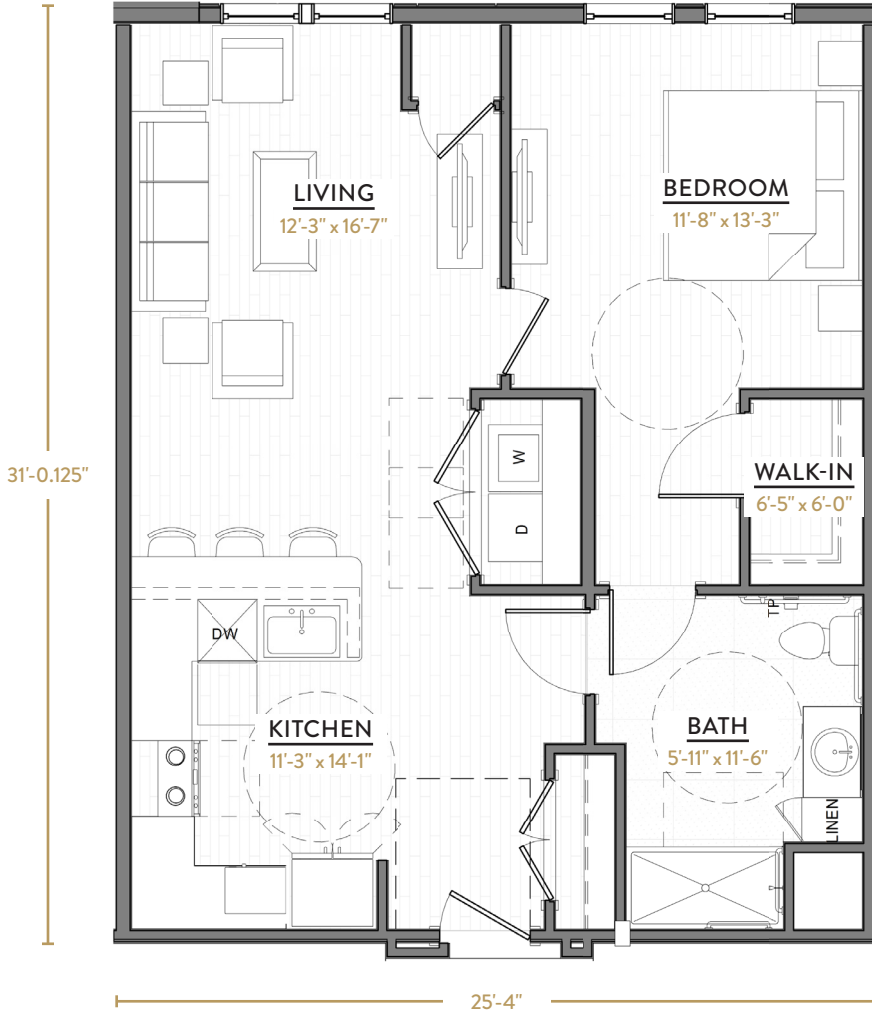 LIVING
12'-3" x 16'-7"
BEDROOM
11'-8" x 13'-3"
31'-0.125"
W
D
WALK-IN
6'-5" x 6'-0"
DW
TP
KITCHEN
11'-3" x 14'-1"
BATH
5'-11" x 11'-6"
LINEN
25'-4"